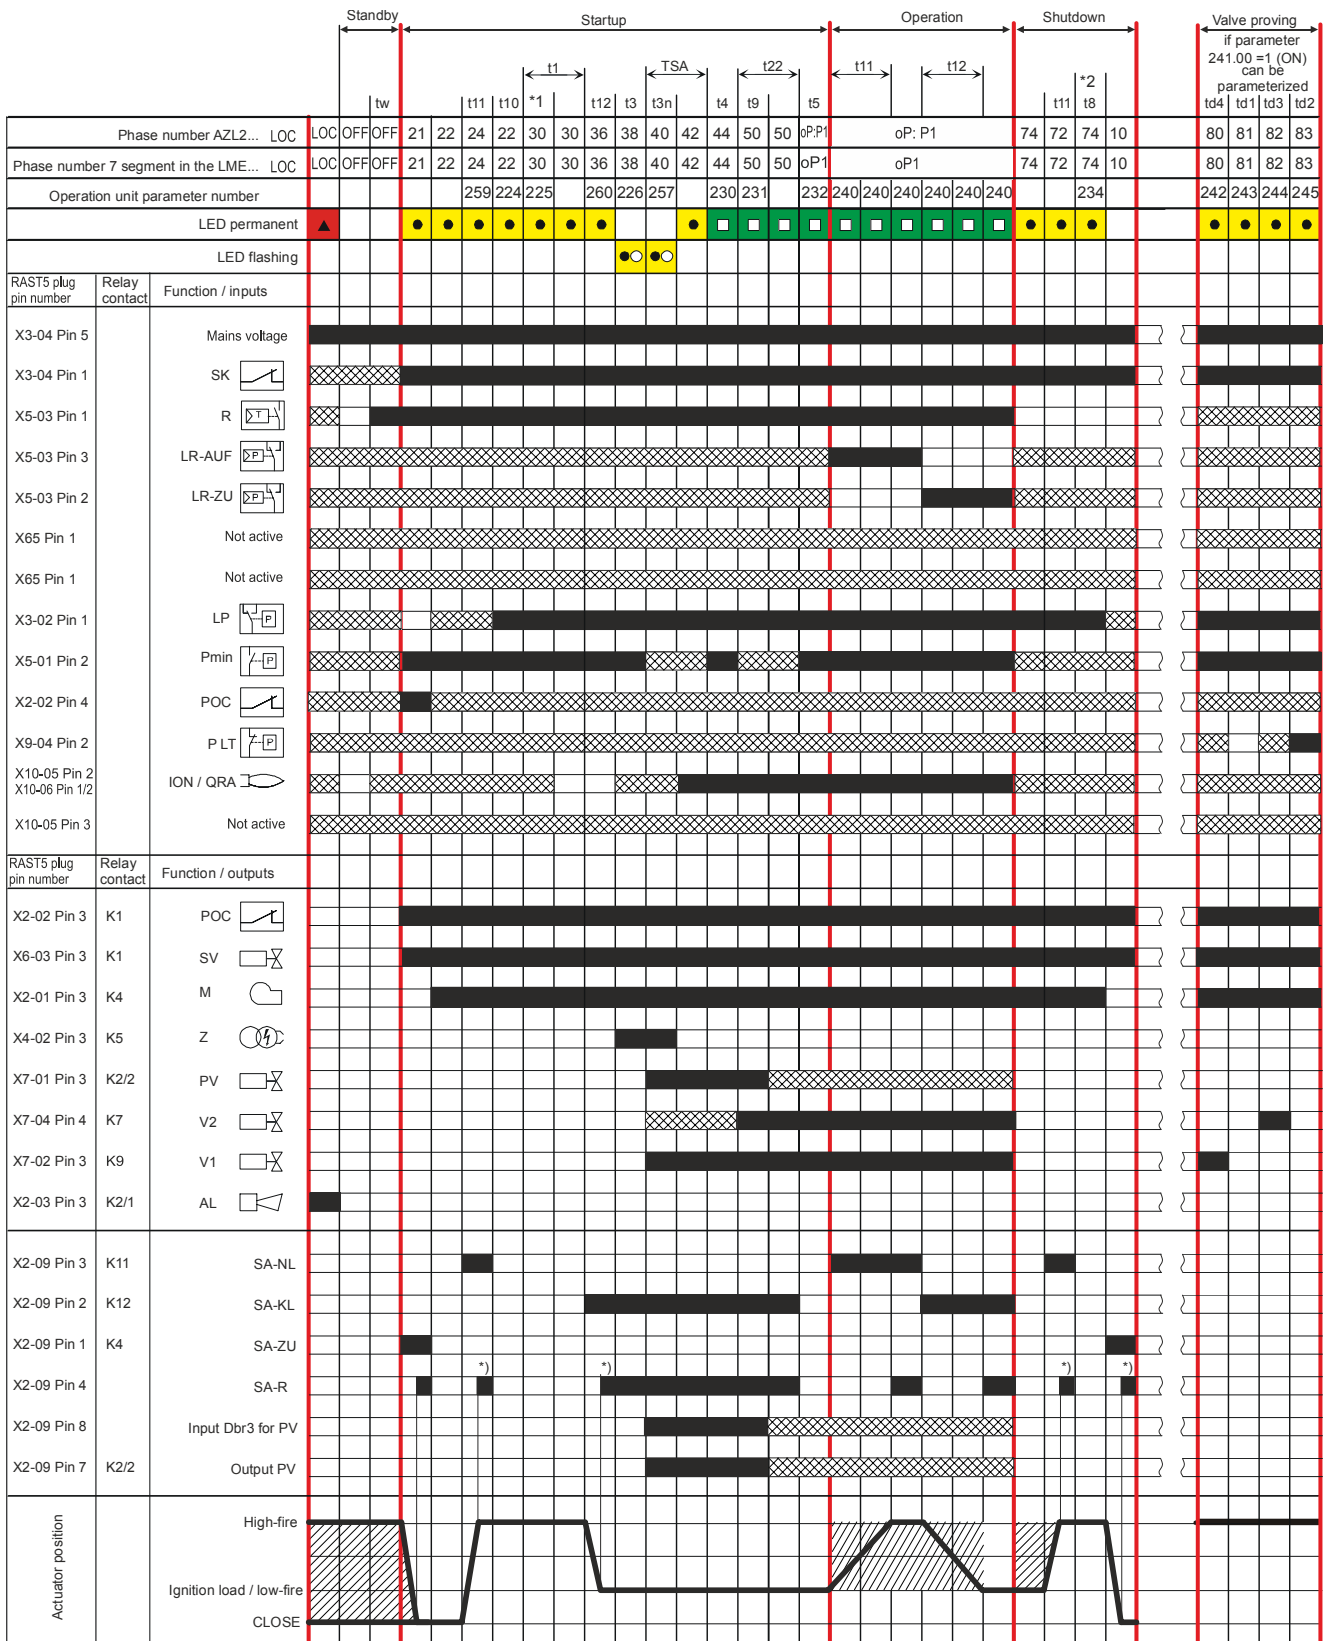 Standby Startup Operation Shutdown Valve proving
if parameter
241.00 =1 (ON)
can be
parameterized
t1 TSA t22 t11 t12 *2
tw t11 t10 *1 t12 t3 t3n t4 t9 t5 t11 t8 td4 td1 td3 td2
Phase number AZL2... LOC LOC OFF OFF 21 22 24 22 30 30 36 38 40 42 44 50 50 oP:P1 oP: P1 74 72 74 10 80 81 82 83
Phase number 7 segment in the LME... LOC LOC OFF OFF 21 22 24 22 30 30 36 38 40 42 44 50 50 oP1 oP1 74 72 74 10 80 81 82 83
Operation unit parameter number 259 224 225 260 226 257 230 231 232 240 240 240 240 240 240 234 242 243 244 245
LED permanent
LED flashing
RAST5 plug pin number Relay contact Function / inputs
X3-04 Pin 5 Mains voltage
X3-04 Pin 1 SK
X5-03 Pin 1 R T
X5-03 Pin 3 LR-AUF P
X5-03 Pin 2 LR-ZU P
X65 Pin 1 Not active
X65 Pin 1 Not active
X3-02 Pin 1 LP P
X5-01 Pin 2 Pmin P
X2-02 Pin 4 POC
X9-04 Pin 2 P LT P
X10-05 Pin 2
X10-06 Pin 1/2 ION / QRA
X10-05 Pin 3 Not active
RAST5 plug pin number Relay contact Function / outputs
X2-02 Pin 3 K1 POC
X6-03 Pin 3 K1 SV
X2-01 Pin 3 K4 M
X4-02 Pin 3 K5 Z
X7-01 Pin 3 K2/2 PV
X7-04 Pin 4 K7 V2
X7-02 Pin 3 K9 V1
X2-03 Pin 3 K2/1 AL
X2-09 Pin 3 K11 SA-NL
X2-09 Pin 2 K12 SA-KL
X2-09 Pin 1 K4 SA-ZU
*) *) *) *)
X2-09 Pin 4 SA-R
X2-09 Pin 8 Input Dbr3 for PV
X2-09 Pin 7 K2/2 Output PV
Actuator position
High-fire
Ignition load / low-fire
CLOSE